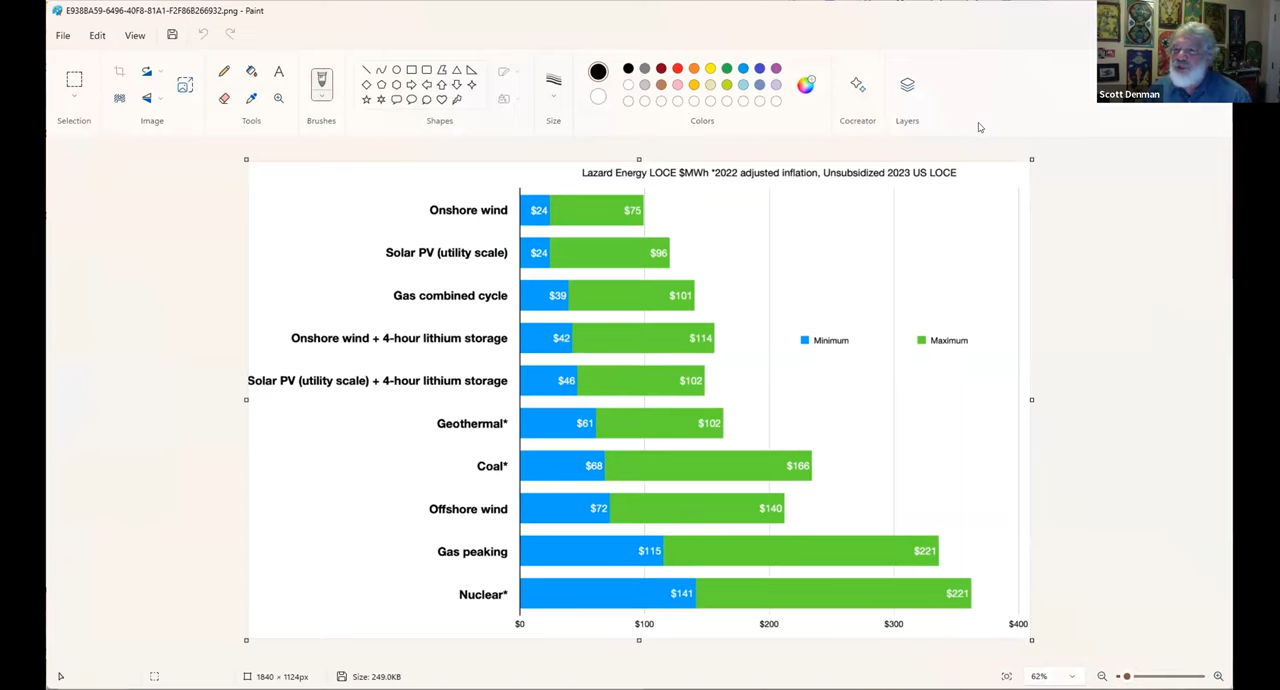 E938BA59-6496-40F8-81A1-F2F86B266932.png - Paint
File Edit View
Selection Image Tools Brushes Shapes Size Colors Cocreator Layers
Scott Denman
Lazard Energy LOCE $MWh *2022 adjusted inflation, Unsubsidized 2023 US LOCE
Onshore wind $24 $75
Solar PV (utility scale) $24 $96
Gas combined cycle $39 $101
Onshore wind + 4-hour lithium storage $42 $114
Minimum Maximum
Solar PV (utility scale) + 4-hour lithium storage $46 $102
Geothermal* $61 $102
Coal* $68 $166
Offshore wind $72 $140
Gas peaking $115 $221
Nuclear* $141 $221
$0 $100 $200 $300 $400
1840 × 1124px Size: 249.0KB 62%